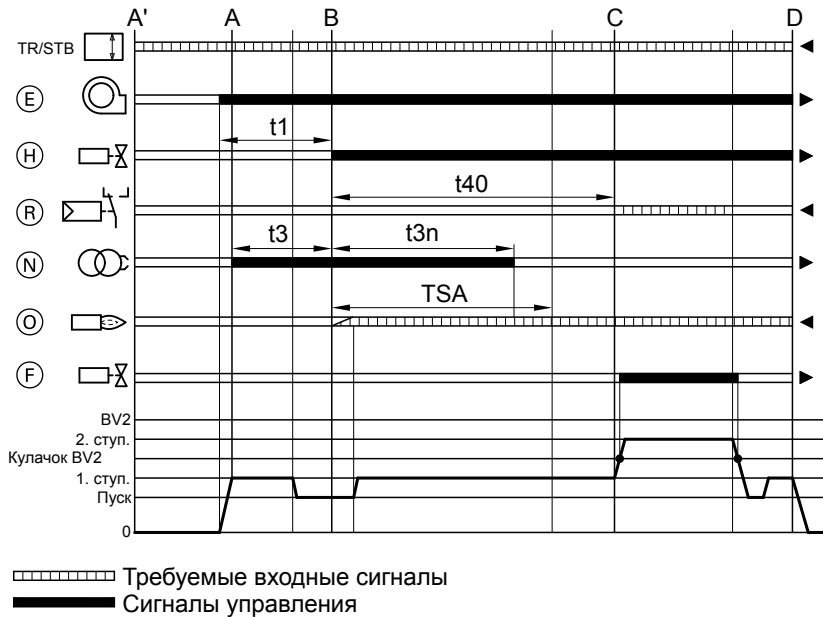 A' A B C D
TR/STB
E
t1
H
t40
R
t3 t3n
N
TSA
O
F
BV2
2. ступ.
Кулачок BV2
1. ступ.
Пуск
0
Требуемые входные сигналы
Сигналы управления